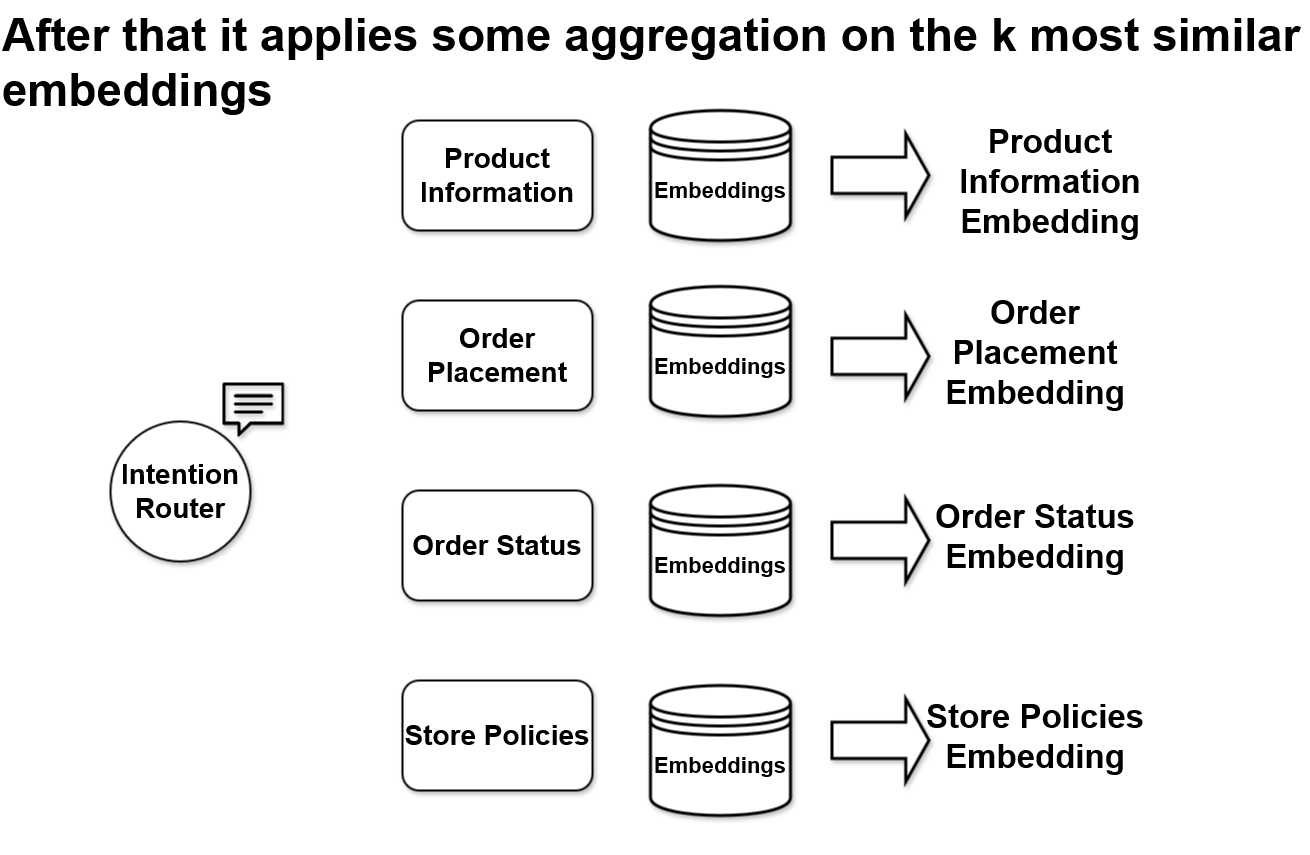 After that it applies some aggregation on the k most similar
embeddings
Product
Information
Embeddings
Product
Information
Embedding
Order
Placement
Embeddings
Order
Placement
Embedding
Intention
Router
Order Status
Embeddings
Order Status
Embedding
Store Policies
Embeddings
Store Policies
Embedding